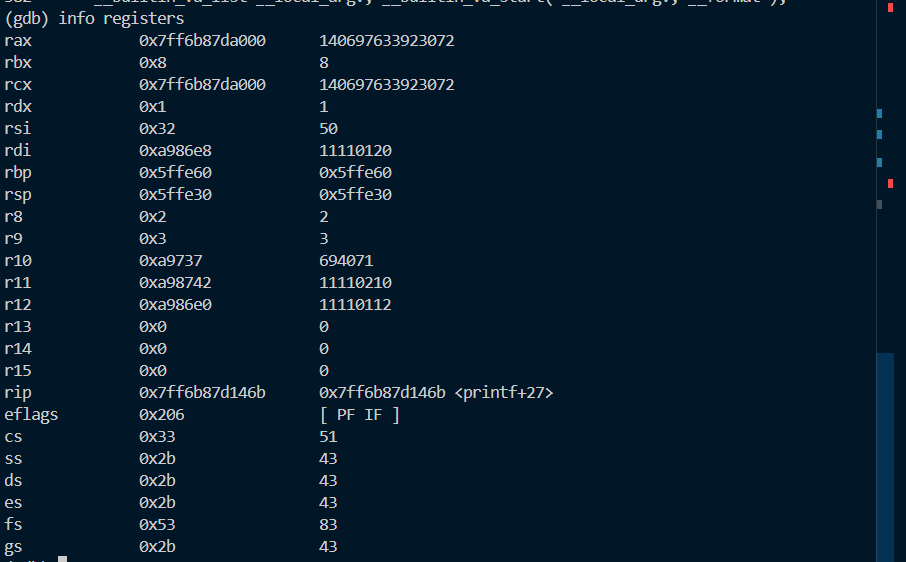 (gdb) info registers
rax 0x7ff6b87da000 140697633923072
rbx 0x8 8
rcx 0x7ff6b87da000 140697633923072
rdx 0x1 1
rsi 0x32 50
rdi 0xa986e8 11110120
rbp 0x5ffe60 0x5ffe60
rsp 0x5ffe30 0x5ffe30
r8 0x2 2
r9 0x3 3
r10 0xa9737 694071
r11 0xa98742 11110210
r12 0xa986e0 11110112
r13 0x0 0
r14 0x0 0
r15 0x0 0
rip 0x7ff6b87d146b 0x7ff6b87d146b <printf+27>
eflags 0x206 [ PF IF ]
cs 0x33 51
ss 0x2b 43
ds 0x2b 43
es 0x2b 43
fs 0x53 83
gs 0x2b 43